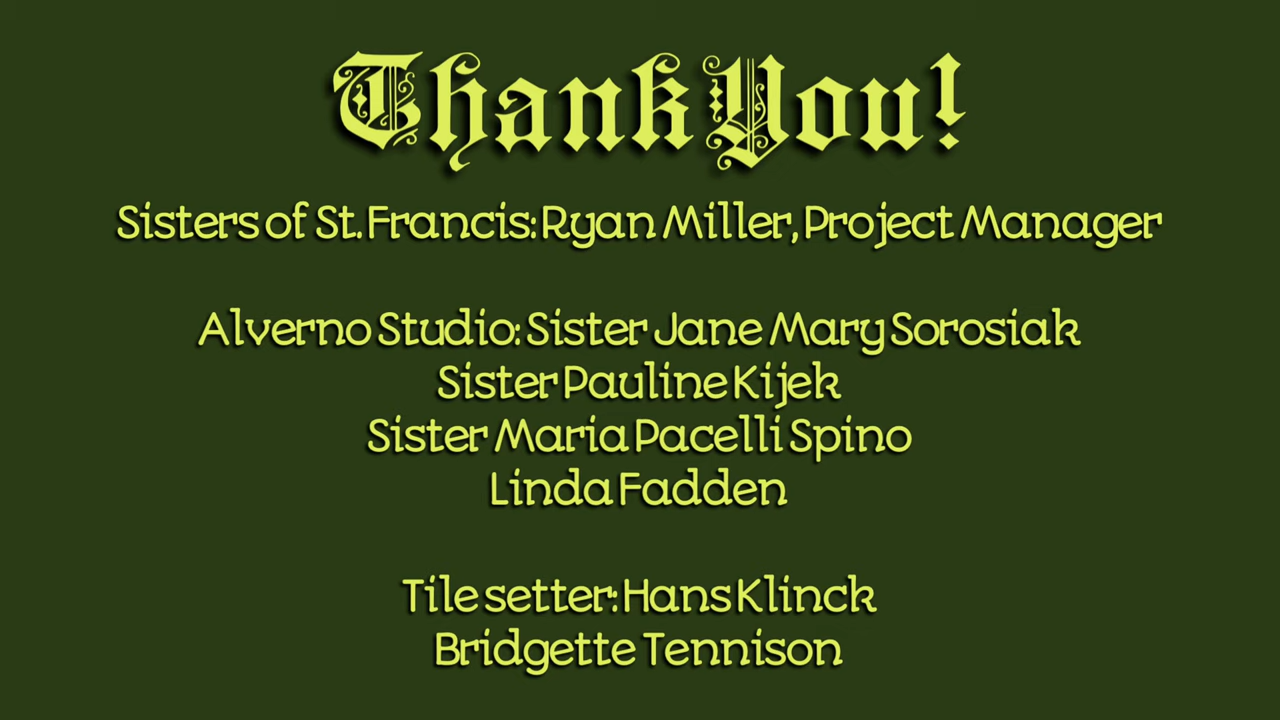 Thank You!
Sisters of St. Francis: Ryan Miller, Project Manager
Alverno Studio: Sister Jane Mary Sorosiak
Sister Pauline Kijek
Sister Maria Pacelli Spino
Linda Fadden
Tile setter: Hans Klinck
Bridgette Tennison